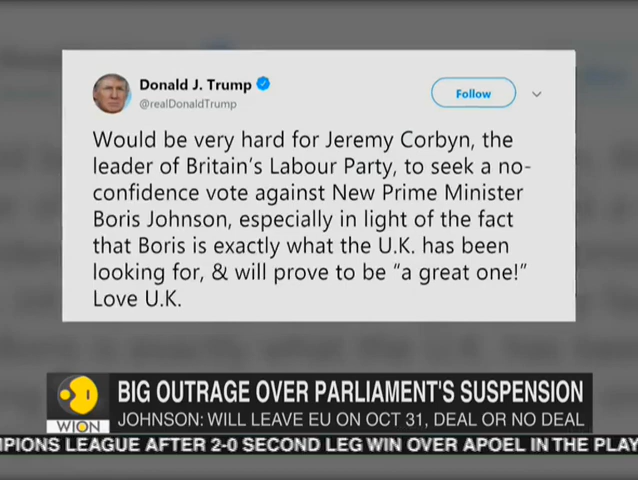 Donald J. Trump
@realDonaldTrump
Follow
Would be very hard for Jeremy Corbyn, the
leader of Britain's Labour Party, to seek a no-
confidence vote against New Prime Minister
Boris Johnson, especially in light of the fact
that Boris is exactly what the U.K. has been
looking for, & will prove to be “a great one!”
Love U.K.
BIG OUTRAGE OVER PARLIAMENT'S SUSPENSION
WION
JOHNSON: WILL LEAVE EU ON OCT 31, DEAL OR NO DEAL
MPIONS LEAGUE AFTER 2-0 SECOND LEG WIN OVER APOEL IN THE PLAY